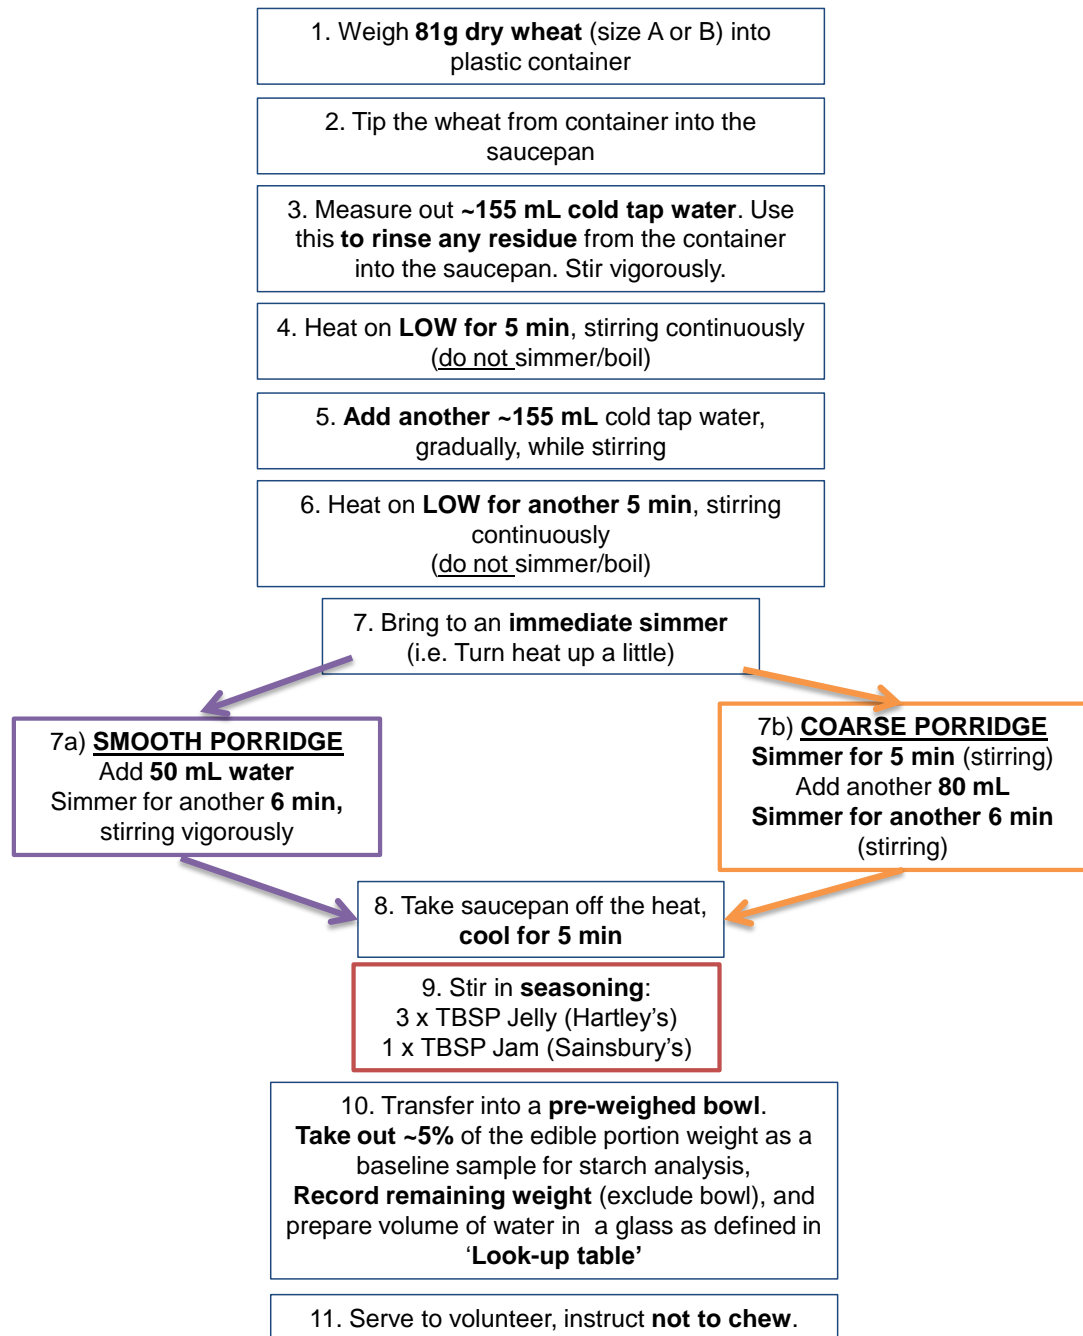 1. Weigh 81g dry wheat (size A or B) into
plastic container
2. Tip the wheat from container into the
saucepan
3. Measure out ~155 mL cold tap water. Use
this to rinse any residue from the container
into the saucepan. Stir vigorously.
4. Heat on LOW for 5 min, stirring continuously
(do not simmer/boil)
5. Add another ~155 mL cold tap water,
gradually, while stirring
6. Heat on LOW for another 5 min, stirring
continuously
(do not simmer/boil)
7. Bring to an immediate simmer
(i.e. Turn heat up a little)
7a) SMOOTH PORRIDGE
Add 50 mL water
Simmer for another 6 min,
stirring vigorously
7b) COARSE PORRIDGE
Simmer for 5 min (stirring)
Add another 80 mL
Simmer for another 6 min
(stirring)
8. Take saucepan off the heat,
cool for 5 min
9. Stir in seasoning:
3 x TBSP Jelly (Hartley's)
1 x TBSP Jam (Sainsbury's)
10. Transfer into a pre-weighed bowl.
Take out ~5% of the edible portion weight as a
baseline sample for starch analysis,
Record remaining weight (exclude bowl), and
prepare volume of water in a glass as defined in
‘Look-up table’
11. Serve to volunteer, instruct not to chew.